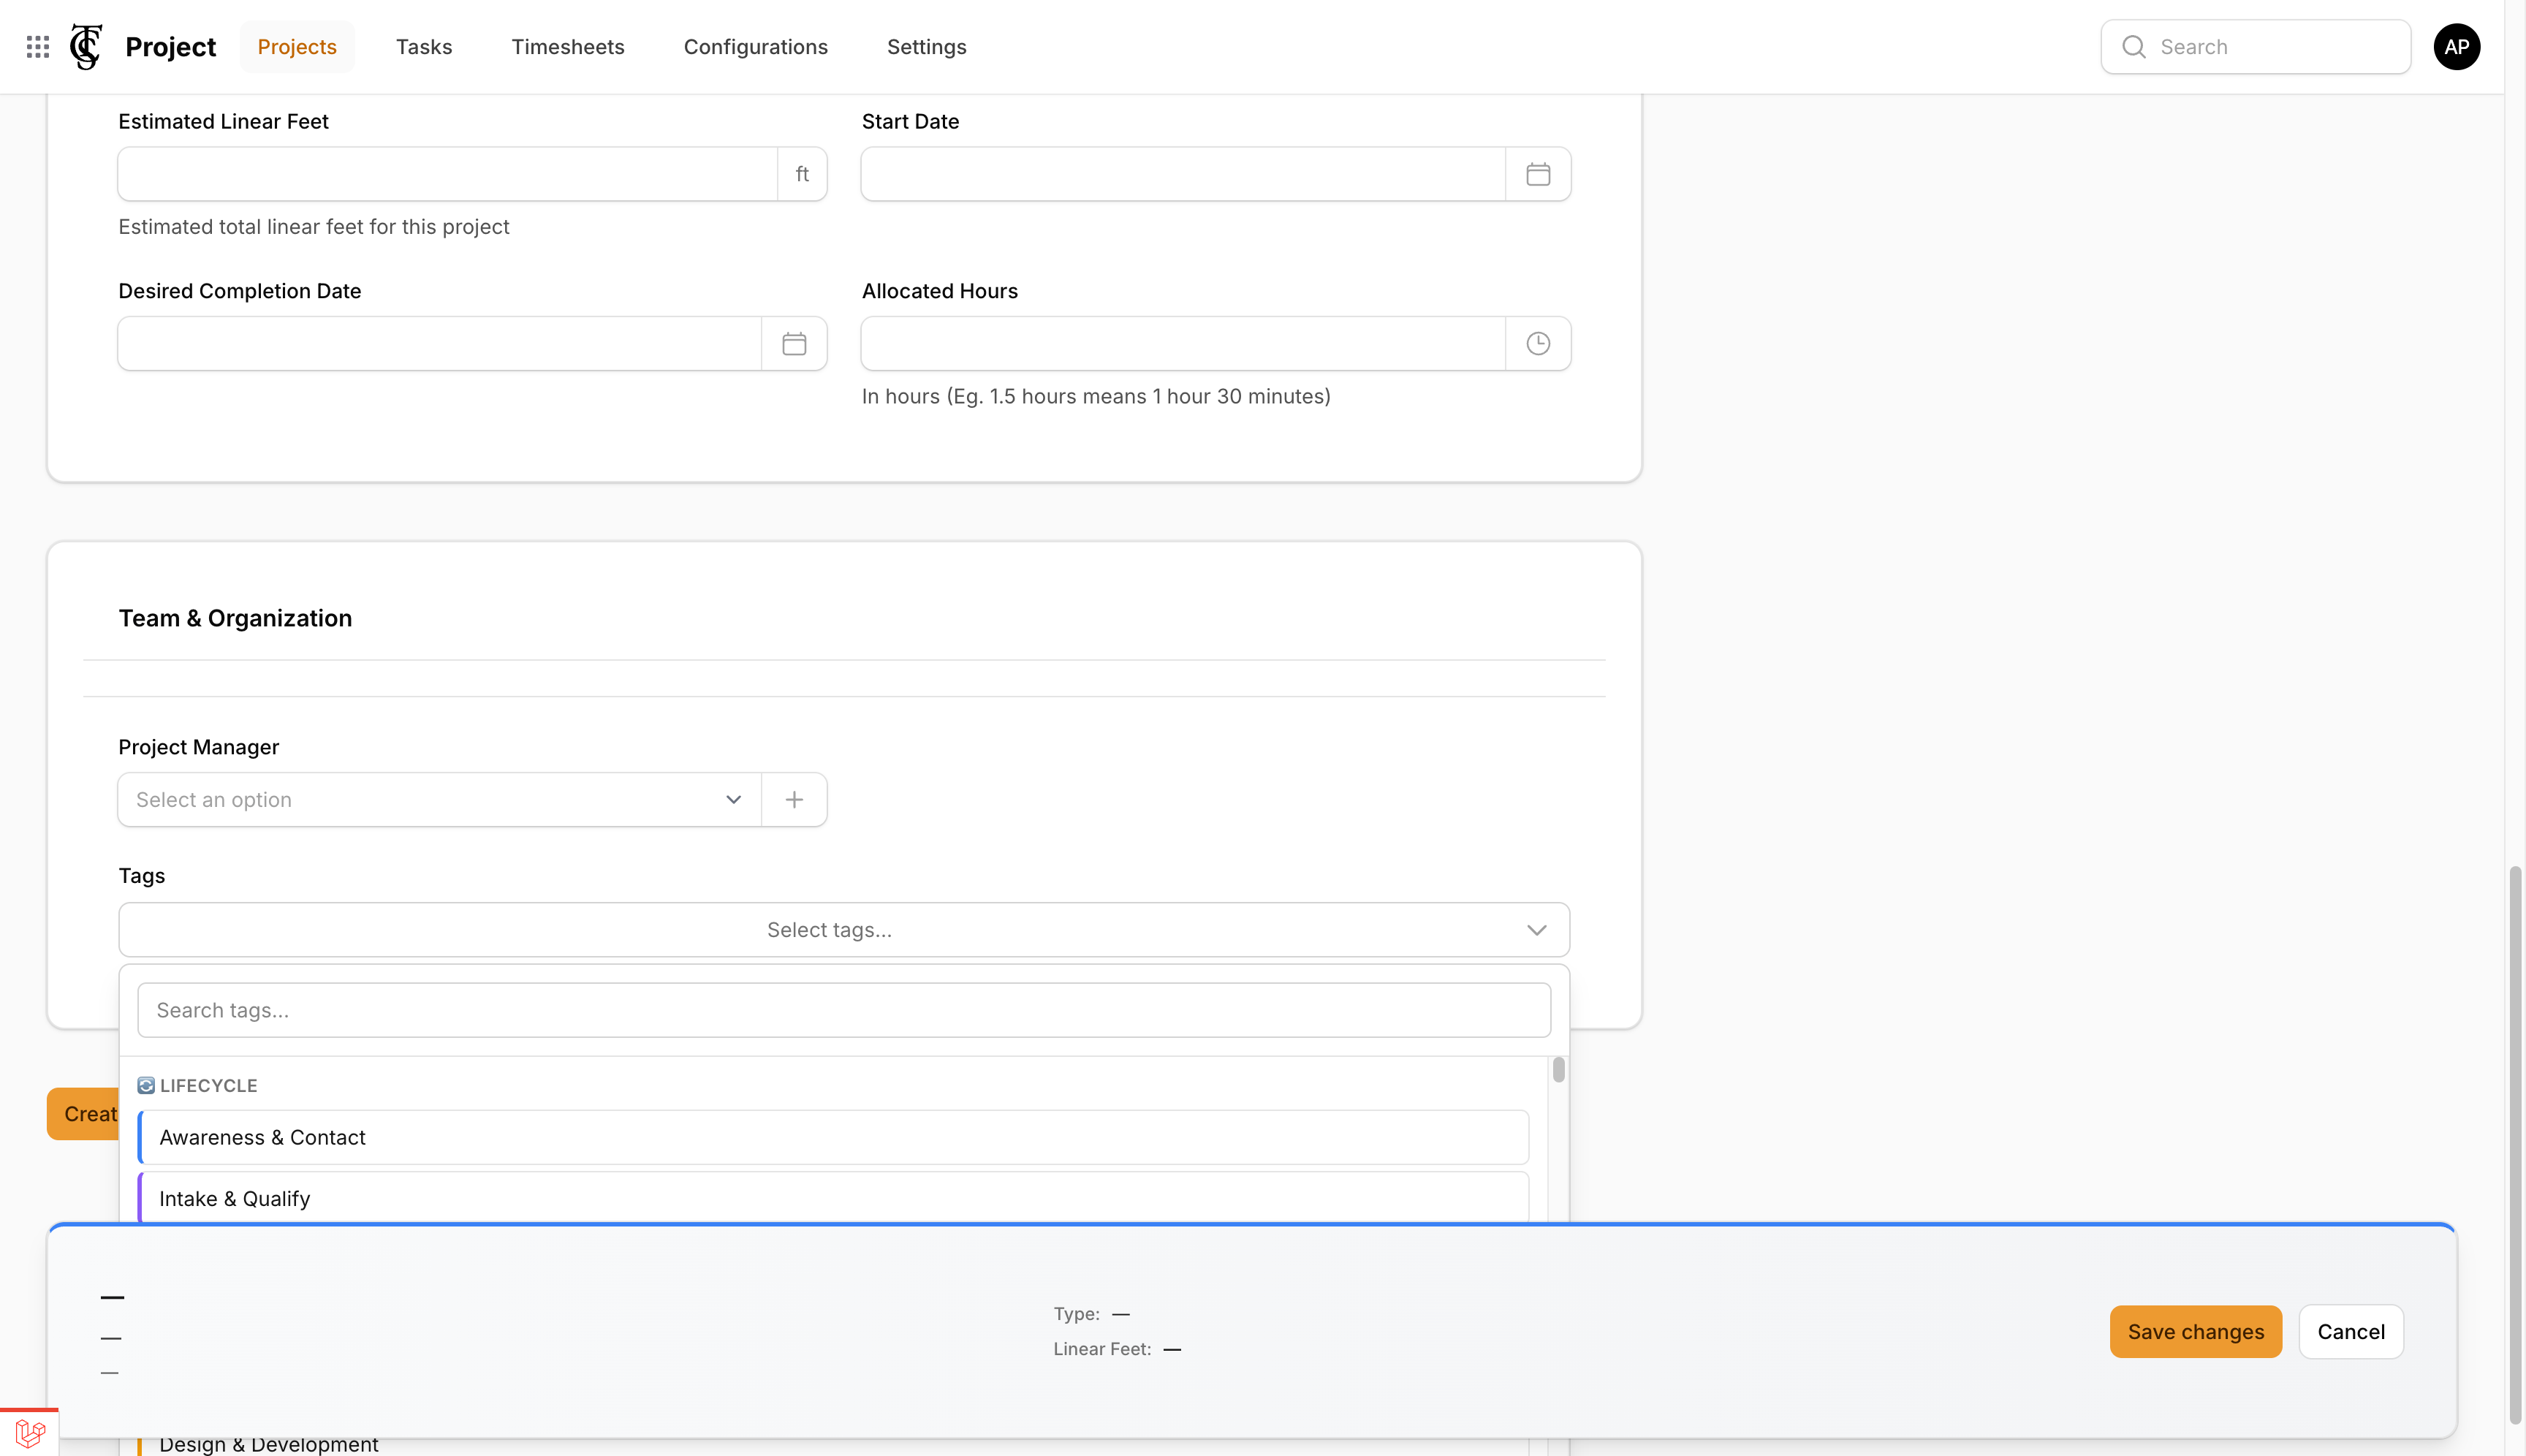 Project
Projects
Tasks
Timesheets
Configurations
Settings
Search
AP
Estimated Linear Feet
Start Date
ft
Estimated total linear feet for this project
Desired Completion Date
Allocated Hours
In hours (Eg. 1.5 hours means 1 hour 30 minutes)
Team & Organization
Project Manager
Select an option
Tags
Select tags...
Search tags...
LIFECYCLE
Creat
Awareness & Contact
Intake & Qualify
—
—
—
Type: —
Linear Feet: —
Save changes
Cancel
Design & Development